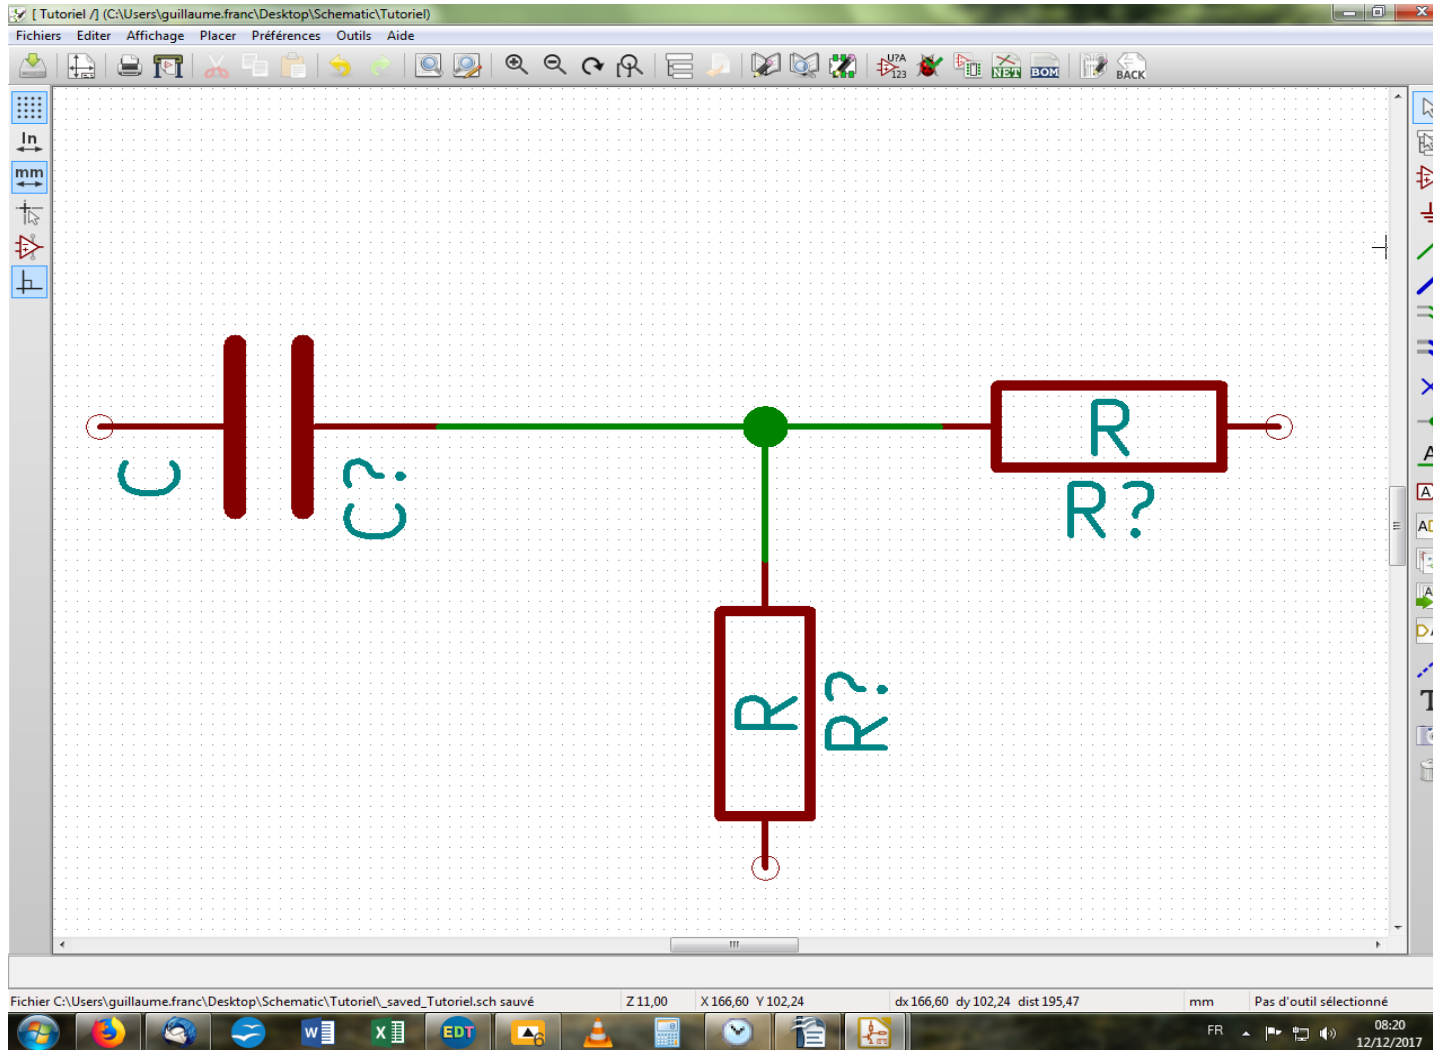 [ Tutoriel /] (C:\Users\guillaume.franc\Desktop\Schematic\Tutoriel)
Fichiers Editer Affichage Placer Préférences Outils Aide
U?A
123
NET
BOM
BACK
In
mm
C
C?
R
R?
R
R?
A
A
T
Fichier C:\Users\guillaume.franc\Desktop\Schematic\Tutoriel\_saved_Tutoriel.sch sauvé Z 11,00 X 166,60 Y 102,24 dx 166,60 dy 102,24 dist 195,47 mm Pas d'outil sélectionné
EDT
FR
08:20
12/12/2017